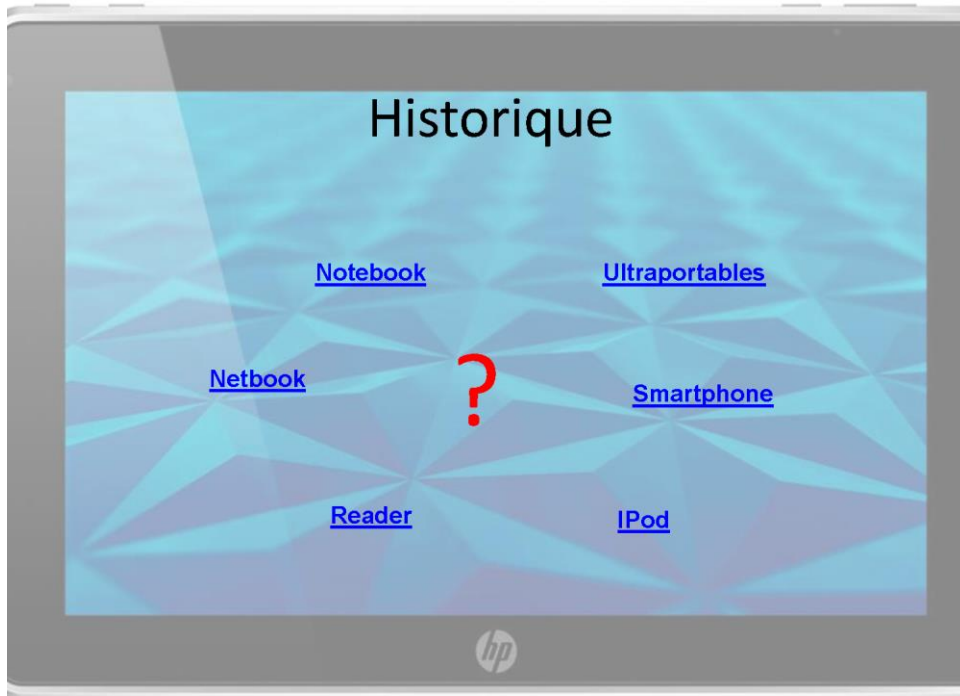 Historique
Notebook
Ultraportables
Netbook
?
Smartphone
Reader
IPod
hp